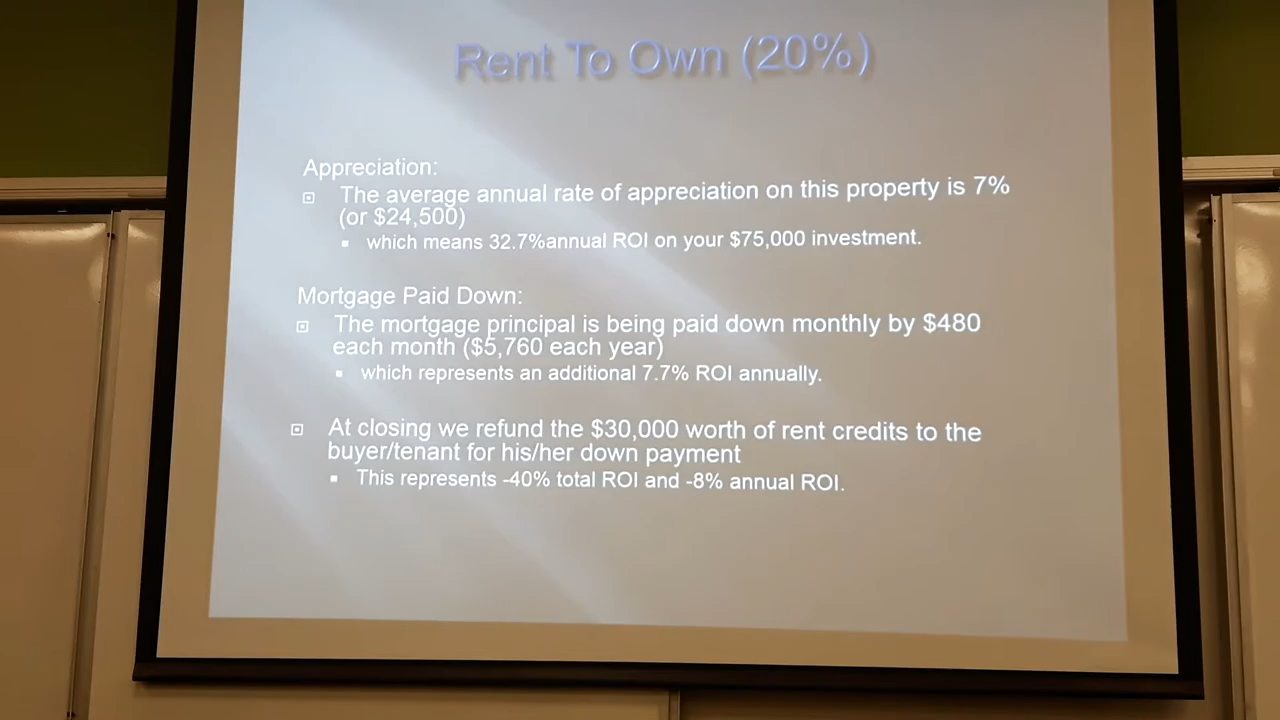 Rent To Own (20%)
Appreciation:
The average annual rate of appreciation on this property is 7%
(or $24,500)
which means 32.7%annual ROI on your $75,000 investment.
Mortgage Paid Down:
The mortgage principal is being paid down monthly by $480
each month ($5,760 each year)
which represents an additional 7.7% ROI annually.
At closing we refund the $30,000 worth of rent credits to the
buyer/tenant for his/her down payment
This represents -40% total ROI and -8% annual ROI.